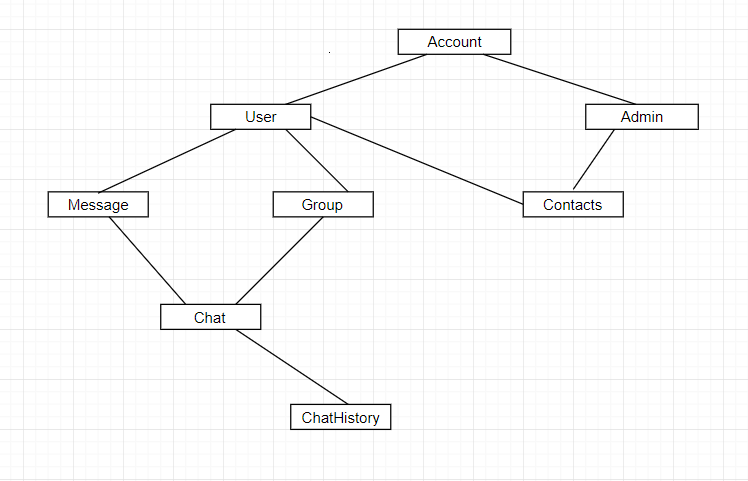 Account
User
Admin
Message
Group
Contacts
Chat
ChatHistory